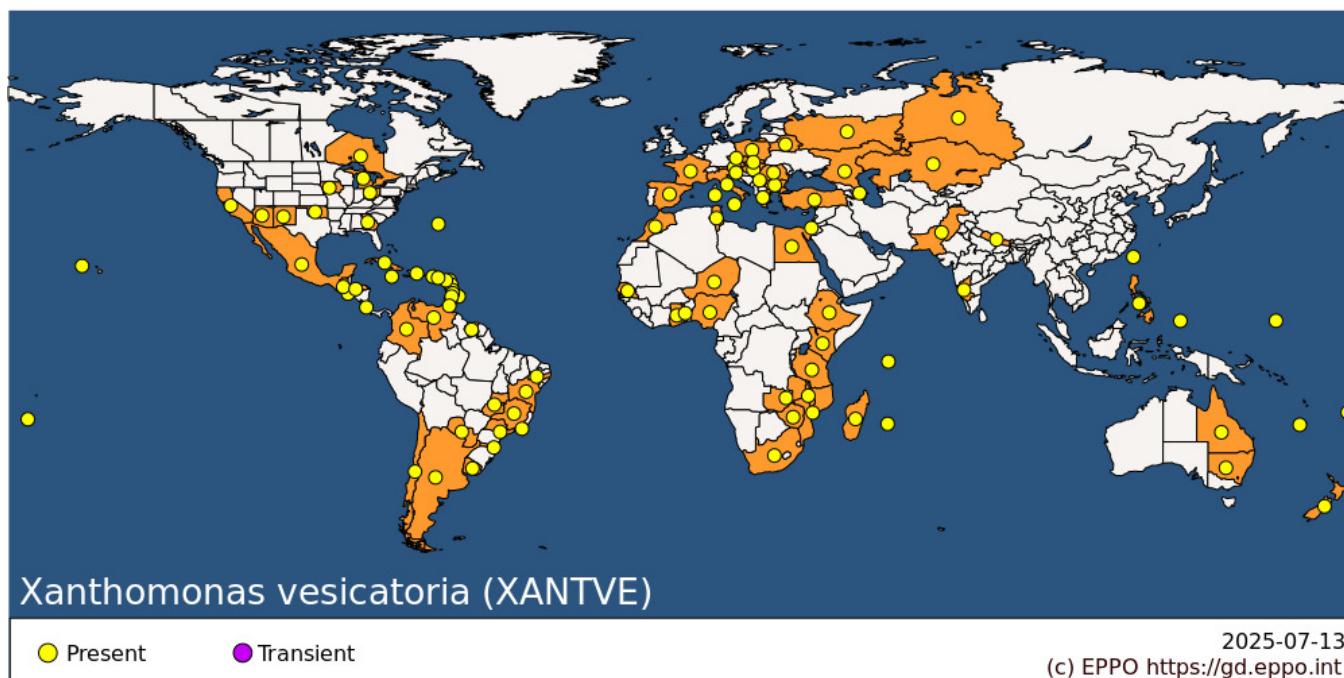 Xanthomonas vesicatoria (XANTVE)
Present
Transient
2025-07-13
(c) EPPO https://gd.eppo.int